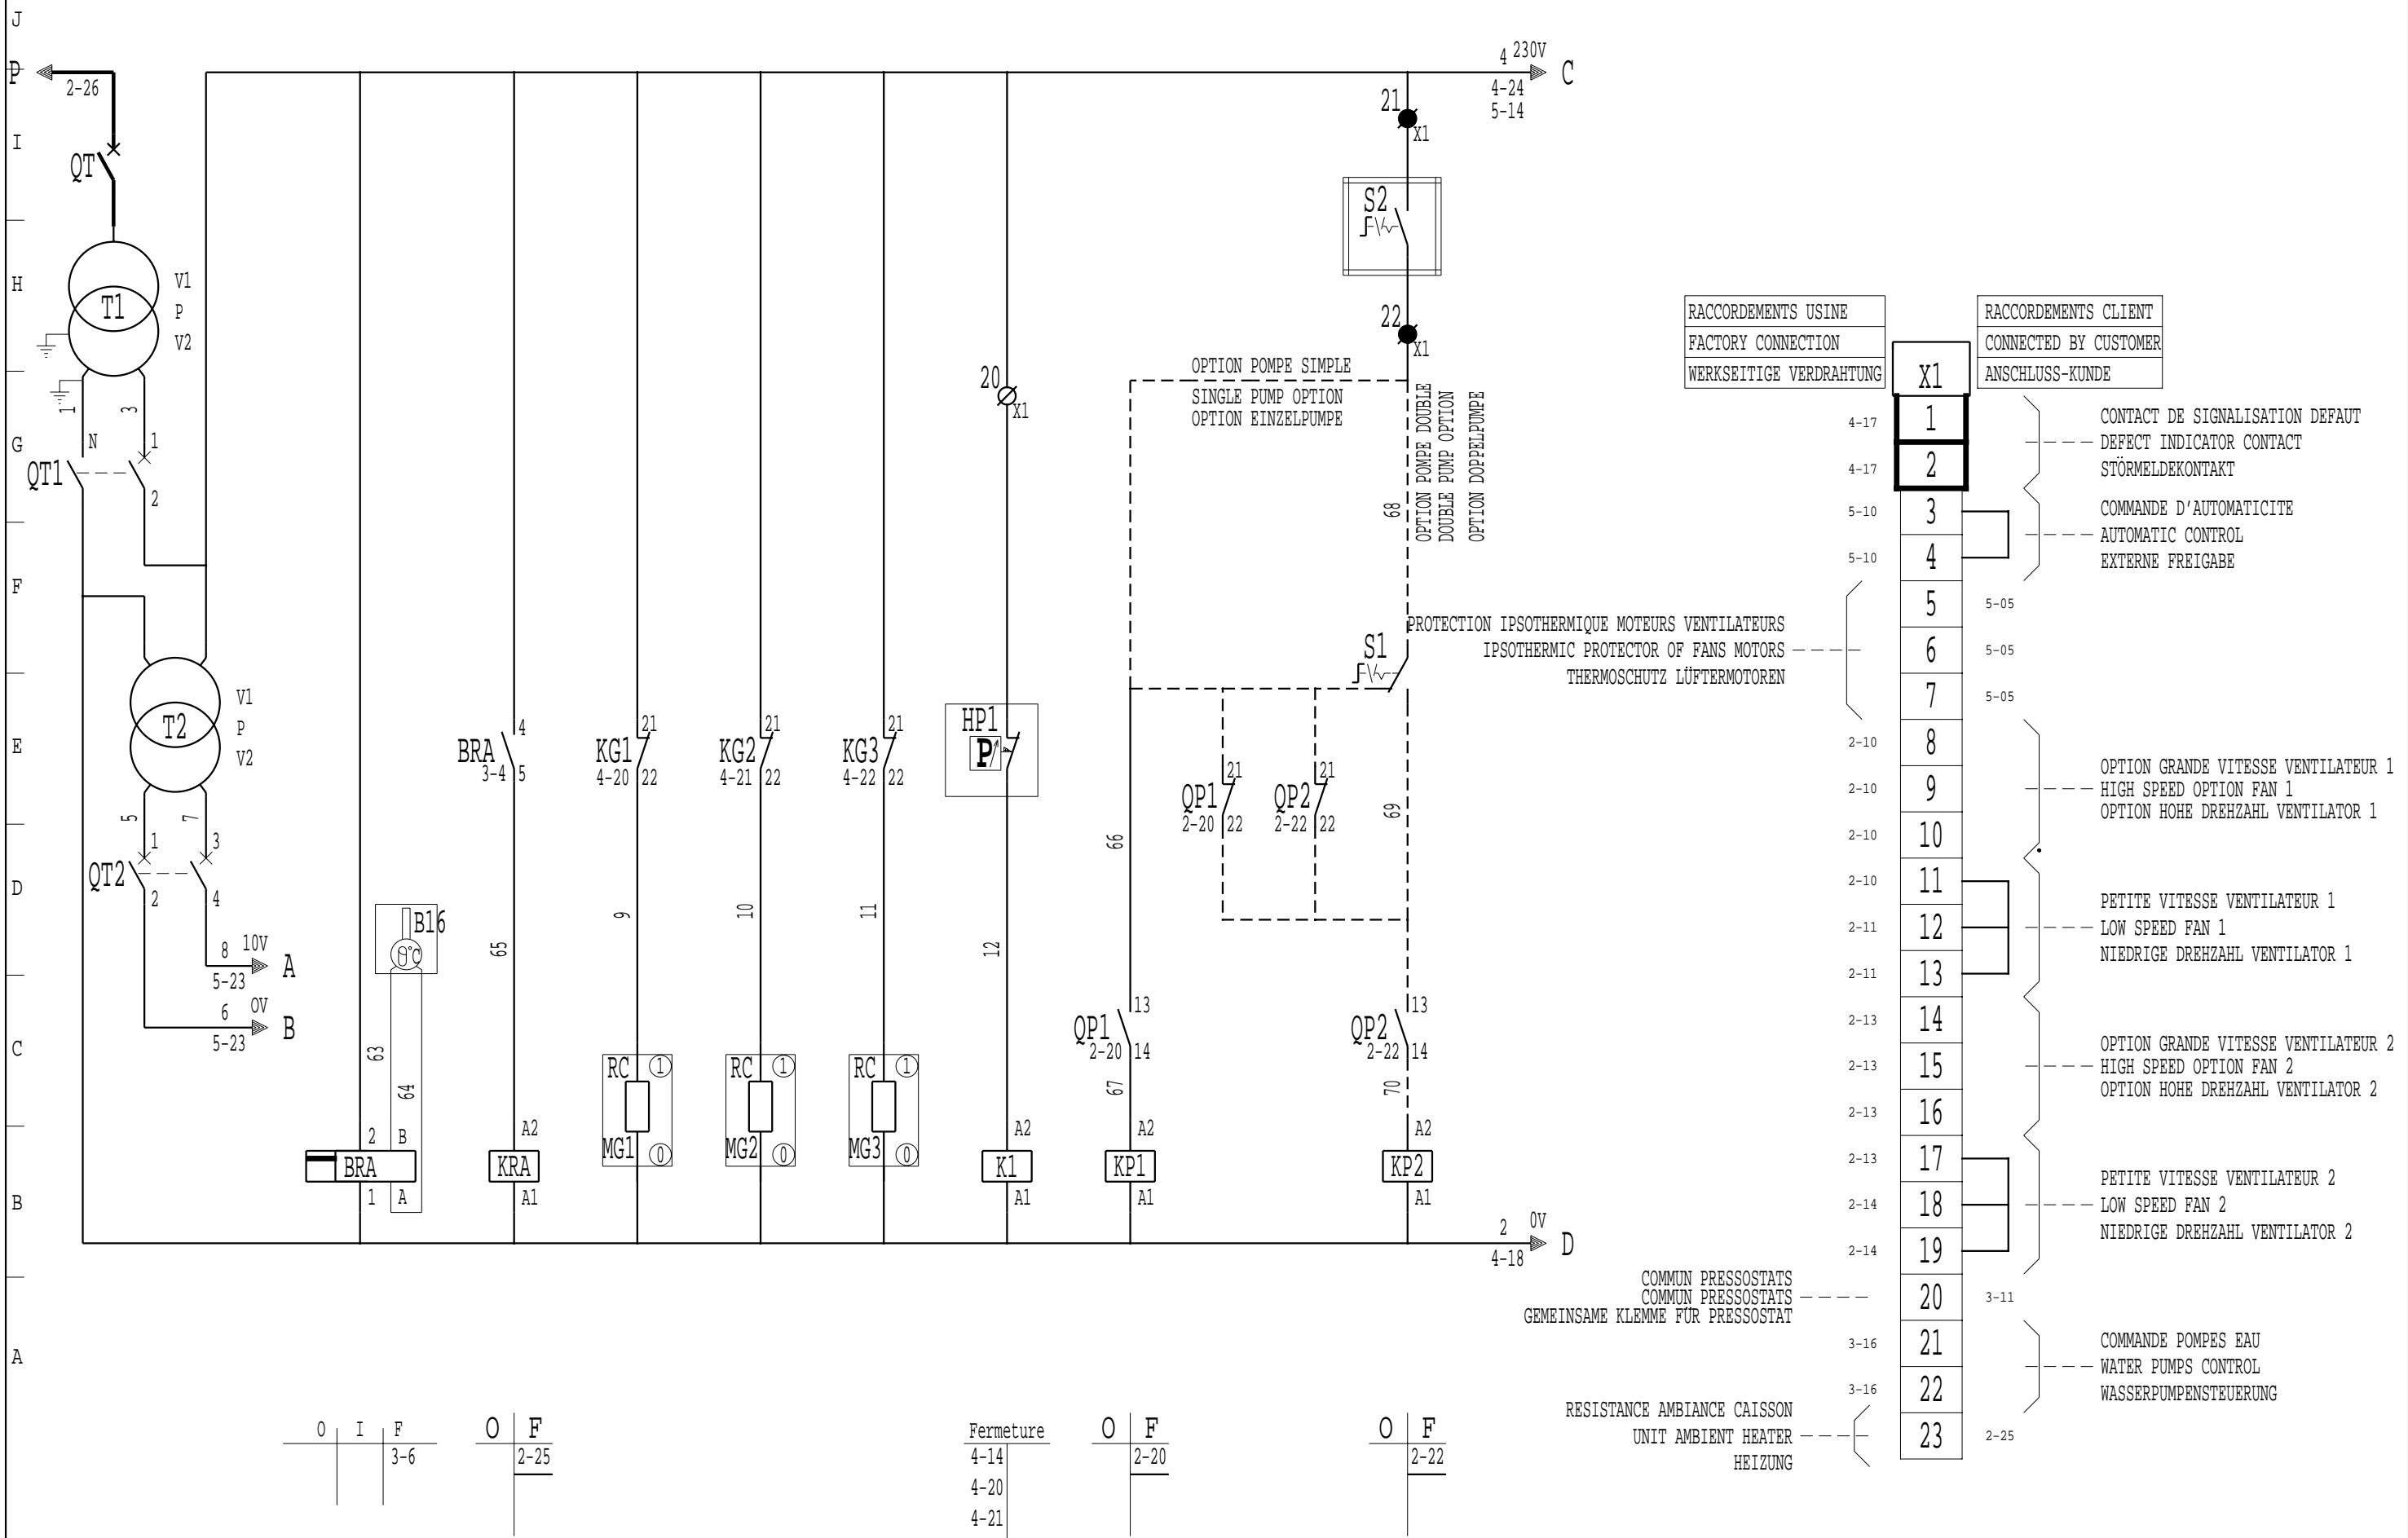 J
P
I
H
G
F
E
D
C
B
A
2-26
QT
T1
V1
P
V2
1
3
N
1
2
QT1
T2
V1
P
V2
5
7
1
3
QT2
2
4
8 10V
A
5-23
6 0V
B
5-23
B16
θ°C
63
64
2 B
BRA
1 A
4
BRA
3-4 5
65
A2
KRA
A1
21
KG1
4-20 22
9
RC 1
MG1 0
21
KG2
4-21 22
10
RC 1
MG2 0
21
KG3
4-22 22
11
RC 1
MG3 0
20
X1
HP1
P
12
A2
K1
A1
4 230V
C
4-24
5-14
21
X1
S2
22
X1
OPTION POMPE SIMPLE
SINGLE PUMP OPTION
OPTION EINZELPUMPE
OPTION POMPE DOUBLE
DOUBLE PUMP OPTION
OPTION DOPPELPUMPE
68
S1
21
QP1
2-20 22
21
QP2
2-22 22
66
69
13
QP1
2-20 14
67
A2
KP1
A1
13
QP2
2-22 14
70
A2
KP2
A1
2 0V
D
4-18
RACCORDEMENTS USINE
FACTORY CONNECTION
WERKSEITIGE VERDRAHTUNG
X1
RACCORDEMENTS CLIENT
CONNECTED BY CUSTOMER
ANSCHLUSS-KUNDE
4-17 1
4-17 2
CONTACT DE SIGNALISATION DEFAUT
DEFECT INDICATOR CONTACT
STÖRMELDEKONTAKT
5-10 3
5-10 4
COMMANDE D'AUTOMATICITE
AUTOMATIC CONTROL
EXTERNE FREIGABE
PROTECTION IPSOTHERMIQUE MOTEURS VENTILATEURS
IPSOTHERMIC PROTECTOR OF FANS MOTORS
THERMOSCHUTZ LÜFTERMOTOREN
5 5-05
6 5-05
7 5-05
2-10 8
2-10 9
2-10 10
OPTION GRANDE VITESSE VENTILATEUR 1
HIGH SPEED OPTION FAN 1
OPTION HOHE DREHZAHL VENTILATOR 1
2-10 11
2-11 12
2-11 13
PETITE VITESSE VENTILATEUR 1
LOW SPEED FAN 1
NIEDRIGE DREHZAHL VENTILATOR 1
2-13 14
2-13 15
2-13 16
OPTION GRANDE VITESSE VENTILATEUR 2
HIGH SPEED OPTION FAN 2
OPTION HOHE DREHZAHL VENTILATOR 2
2-13 17
2-14 18
2-14 19
PETITE VITESSE VENTILATEUR 2
LOW SPEED FAN 2
NIEDRIGE DREHZAHL VENTILATOR 2
COMMUN PRESSOSTATS
COMMUN PRESSOSTATS
GEMEINSAME KLEMME FÜR PRESSOSTAT
20 3-11
3-16 21
3-16 22
COMMANDE POMPES EAU
WATER PUMPS CONTROL
WASSERPUMPENSTEUERUNG
RESISTANCE AMBIANCE CAISSON
UNIT AMBIENT HEATER
HEIZUNG
23 2-25
O I F
3-6
O F
2-25
Fermeture
4-14
4-20
4-21
O F
2-20
O F
2-22